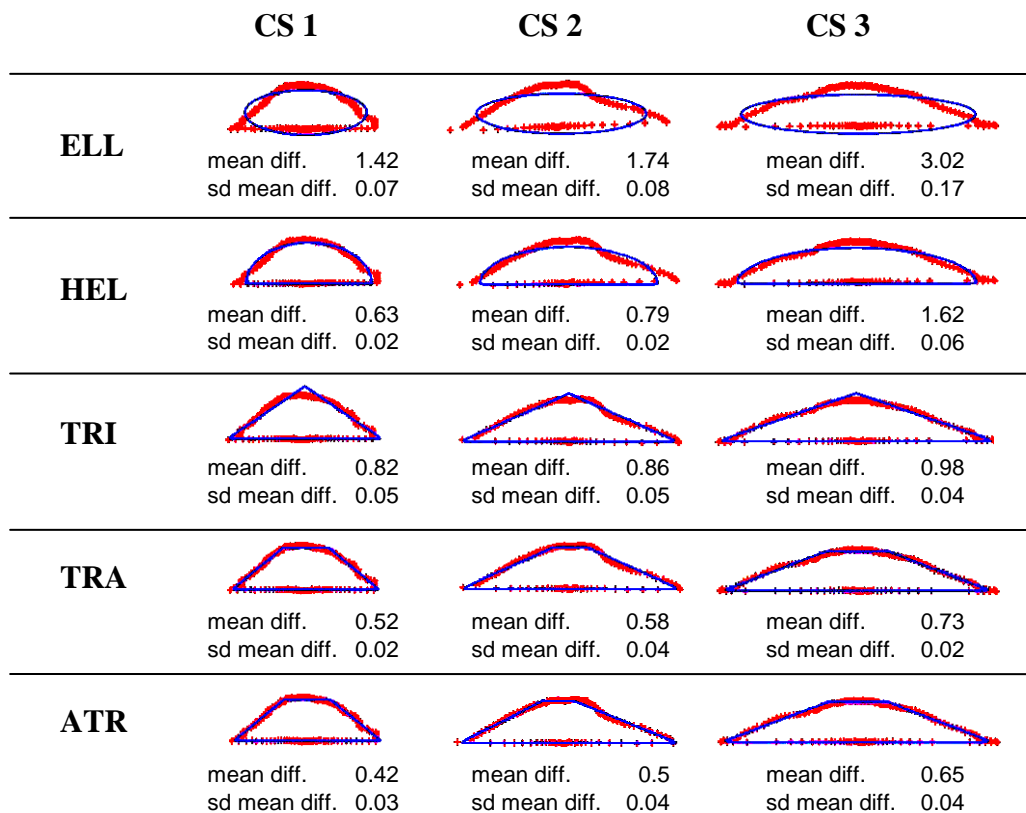 CS 1 CS 2 CS 3
ELL
mean diff. 1.42 mean diff. 1.74 mean diff. 3.02
sd mean diff. 0.07 sd mean diff. 0.08 sd mean diff. 0.17
HEL
mean diff. 0.63 mean diff. 0.79 mean diff. 1.62
sd mean diff. 0.02 sd mean diff. 0.02 sd mean diff. 0.06
TRI
mean diff. 0.82 mean diff. 0.86 mean diff. 0.98
sd mean diff. 0.05 sd mean diff. 0.05 sd mean diff. 0.04
TRA
mean diff. 0.52 mean diff. 0.58 mean diff. 0.73
sd mean diff. 0.02 sd mean diff. 0.04 sd mean diff. 0.02
ATR
mean diff. 0.42 mean diff. 0.5 mean diff. 0.65
sd mean diff. 0.03 sd mean diff. 0.04 sd mean diff. 0.04